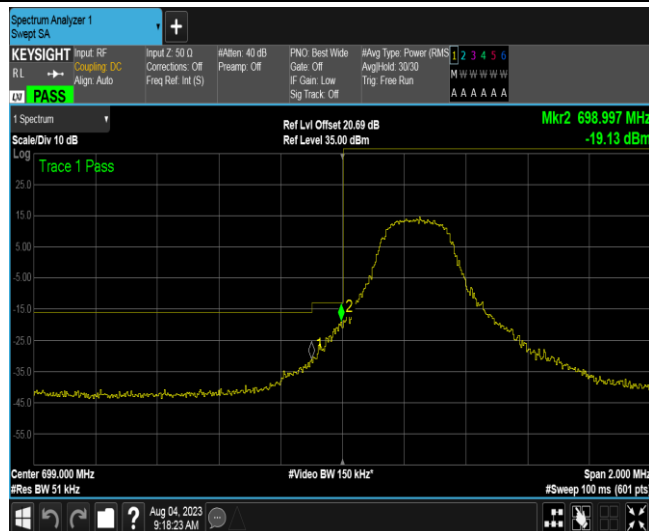 Spectrum Analyzer 1
Swept SA
+
KEYSIGHT Input: RF Input Z: 50 Ω #Atten: 40 dB PNO: Best Wide #Avg Type: Power (RMS 1 2 3 4 5 6
RL Coupling: DC Corrections: Off Preamp: Off Gate: Off Avg|Hold: 30/30 M W W W W W
Align: Auto Freq Ref: Int (S) IF Gain: Low Trig: Free Run
LXI PASS Sig Track: Off A A A A A A
1 Spectrum Ref Lvl Offset 20.69 dB Mkr2 698.997 MHz
Scale/Div 10 dB Ref Level 35.00 dBm -19.13 dBm
Log
Trace 1 Pass
25.0
15.0
5.00
-5.00
-15.0
2
-25.0
1
-35.0
-45.0
-55.0
Center 699.000 MHz #Video BW 150 kHz* Span 2.000 MHz
#Res BW 51 kHz #Sweep 100 ms (601 pts)
? Aug 04, 2023
9:18:23 AM